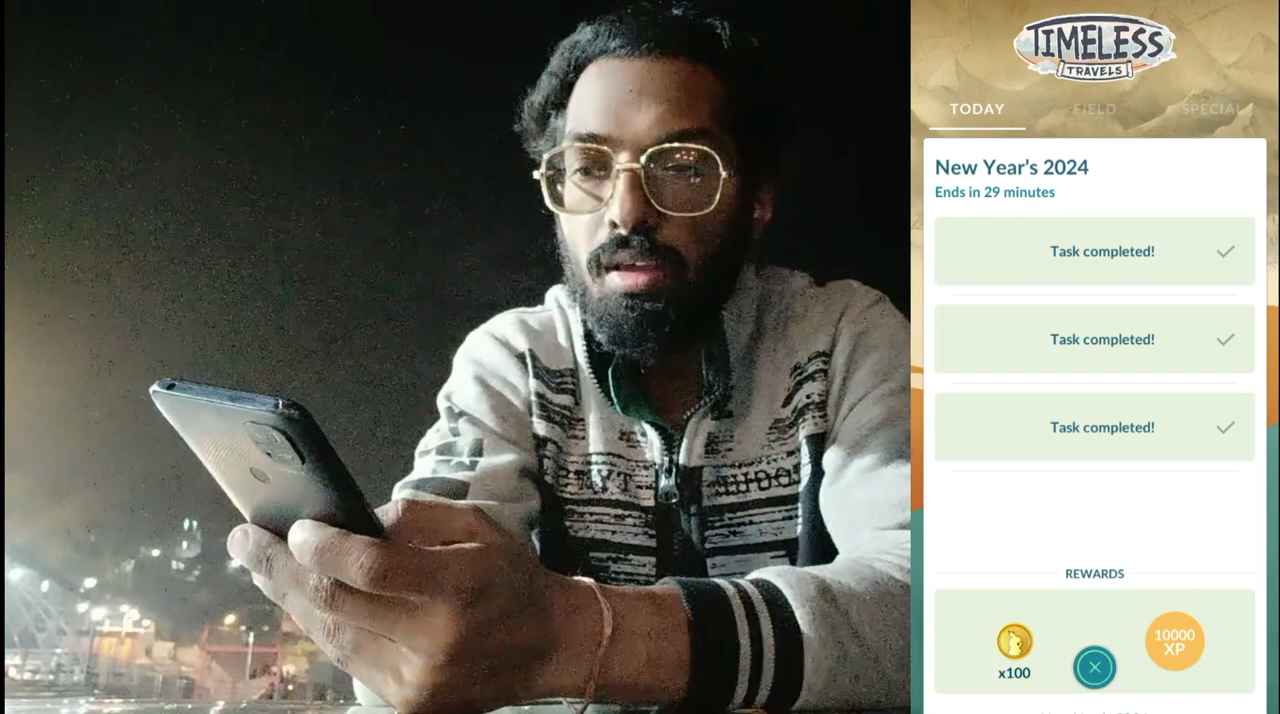 TIMELESS
TRAVELS
TODAY
FIELD
SPECIAL
New Year’s 2024
Ends in 29 minutes
Task completed!
Task completed!
Task completed!
REWARDS
x100
10000
XP